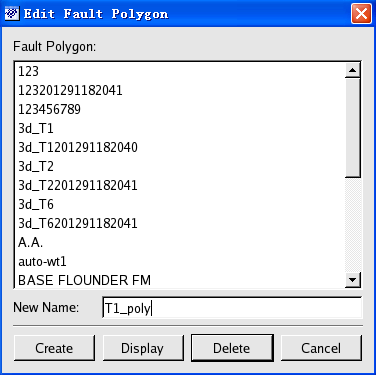 Edit Fault Polygon
Fault Polygon:
123
123201291182041
123456789
3d_T1
3d_T1201291182040
3d_T2
3d_T2201291182041
3d_T6
3d_T6201291182041
A.A.
auto-wt1
BASE FLOUNDER FM
New Name: T1_poly
Create Display Delete Cancel